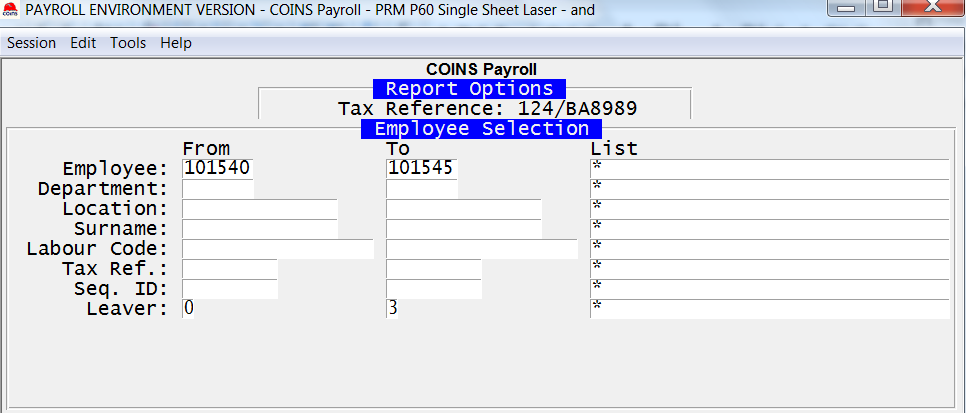 PAYROLL ENVIRONMENT VERSION - COINS Payroll - PRM P60 Single Sheet Laser - and
Session Edit Tools Help
COINS Payroll
Report Options
Tax Reference: 124/BA8989
Employee Selection
From To List
Employee: 101540 101545 *
Department: *
Location: *
Surname: *
Labour Code: *
Tax Ref.: *
Seq. ID: *
Leaver: 0 3 *